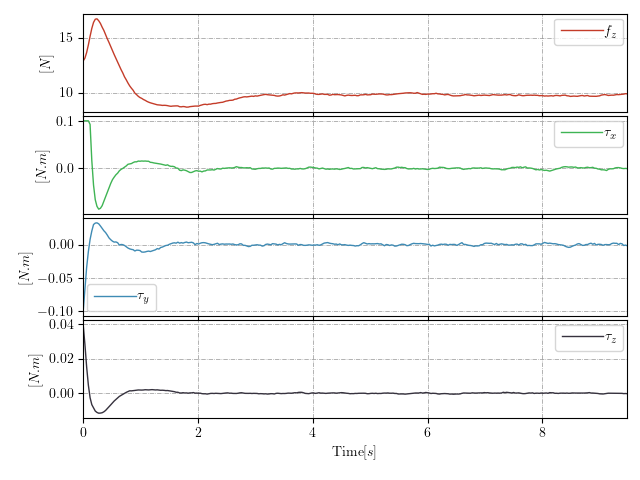 15
10
[N]
f_z
0.1
0.0
[N.m]
τ_x
0.00
−0.05
−0.10
[N.m]
τ_y
0.04
0.02
0.00
[N.m]
τ_z
0 2 4 6 8
Time[s]